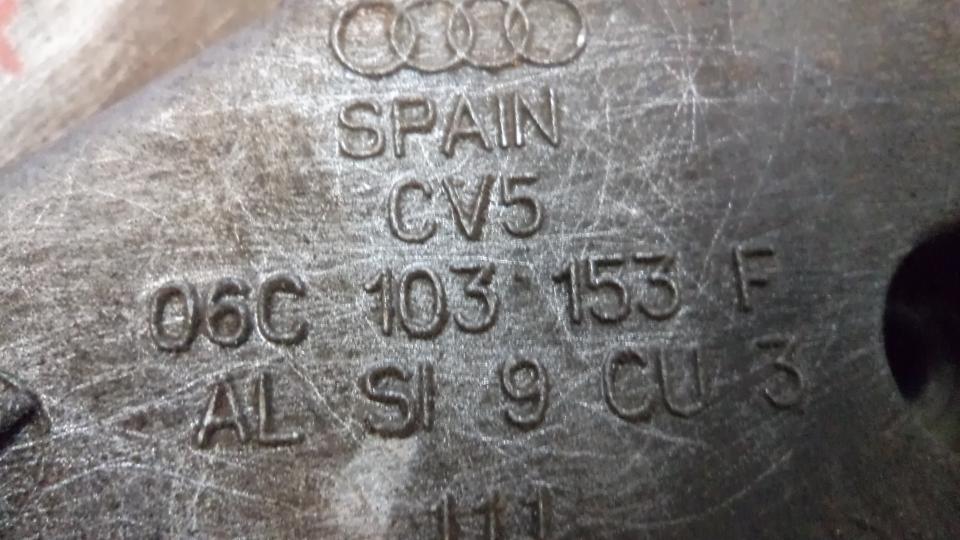 SPAIN
CV5
06C 103 153 F
AL SI 9 CU 3